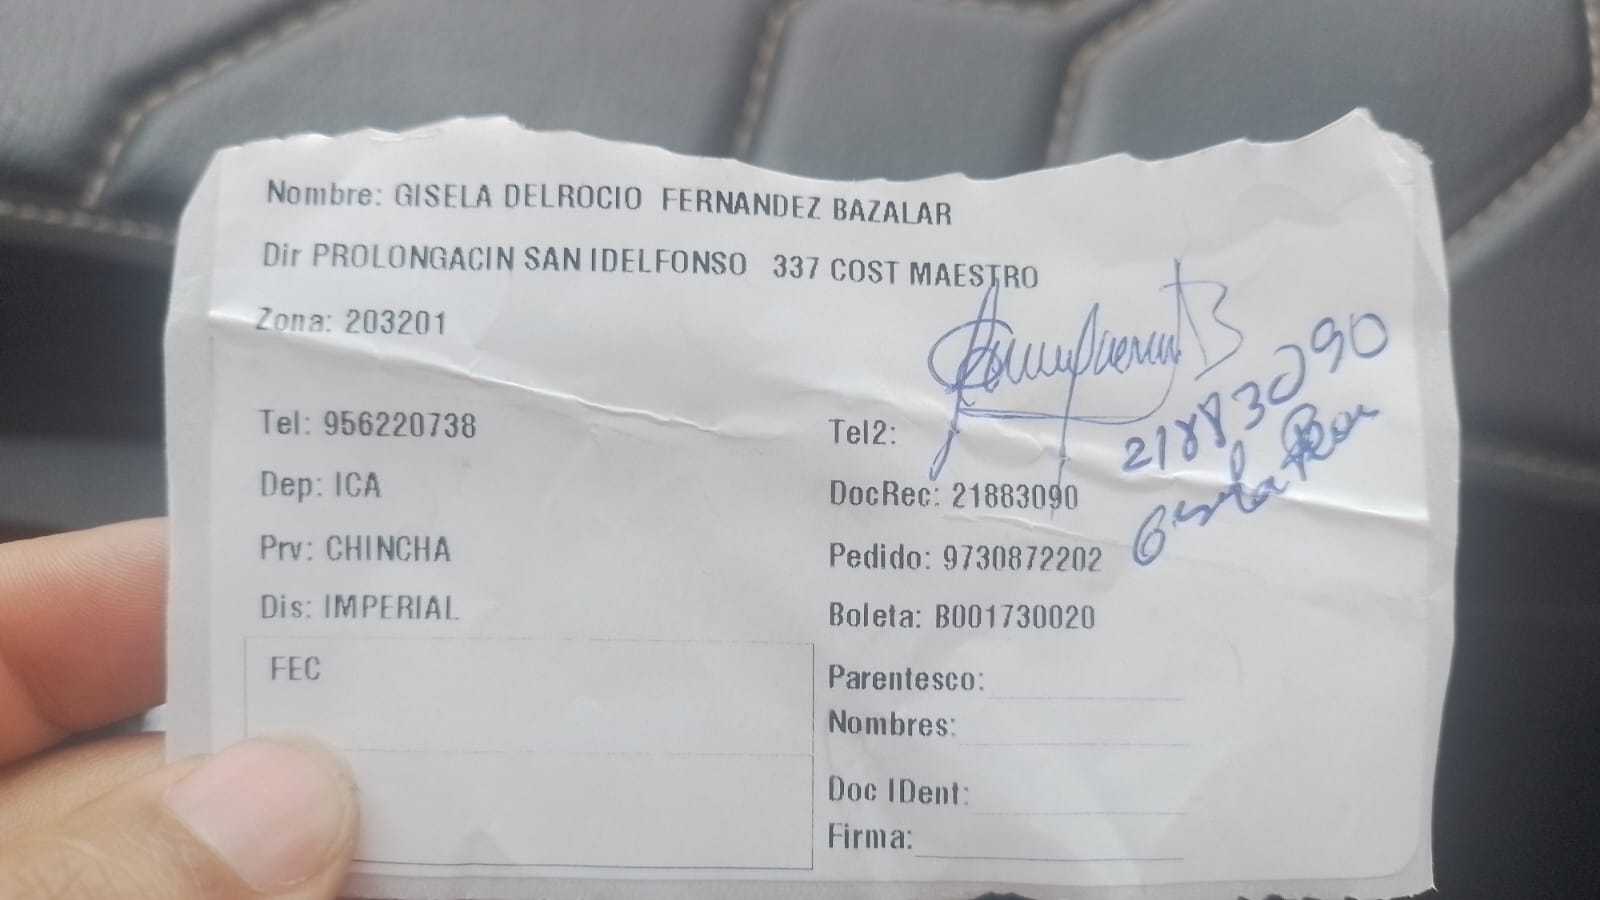 Nombre: GISELA DELROCIO FERNANDEZ BAZALAR
Dir PROLONGACIN SAN IDELFONSO 337 COST MAESTRO
Zona: 203201
Tel: 956220738
Tel2:
21883090
Dep: ICA
DocRec: 21883090
Gisela
Prv: CHINCHA
Pedido: 9730872202
Dis: IMPERIAL
Boleta: B001730020
FEC
Parentesco:
Nombres:
Doc IDent:
Firma: